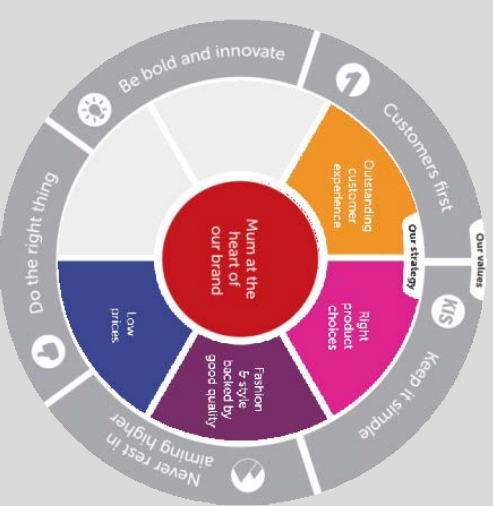 Our values
Our strategy
Customers first
1
Keep it simple
KIS
Never rest in
aiming higher
Do the right thing
Be bold and innovate
Outstanding
customer
experience
Right
product
choices
Fashion
& style
backed by
good quality
Low
prices
Mum at the
heart of
our brand